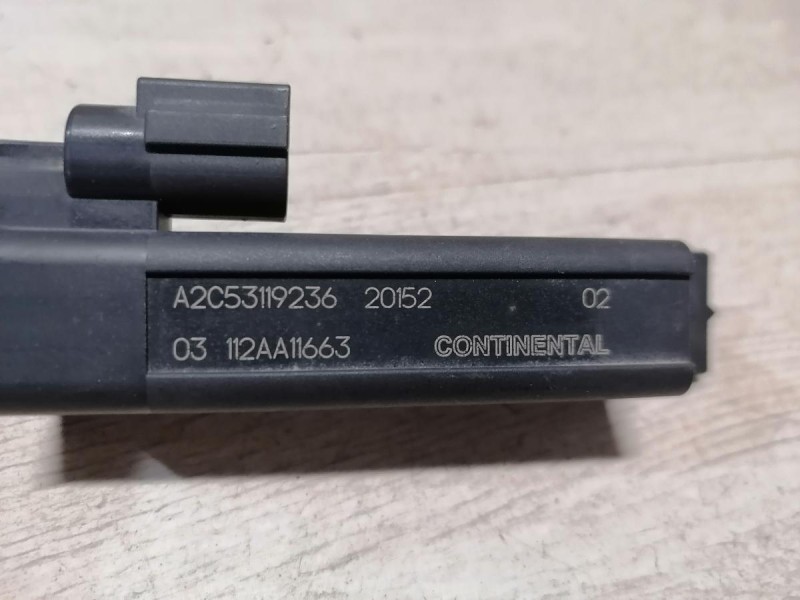 A2C53119236 20152 02
03 112AA11663 CONTINENTAL